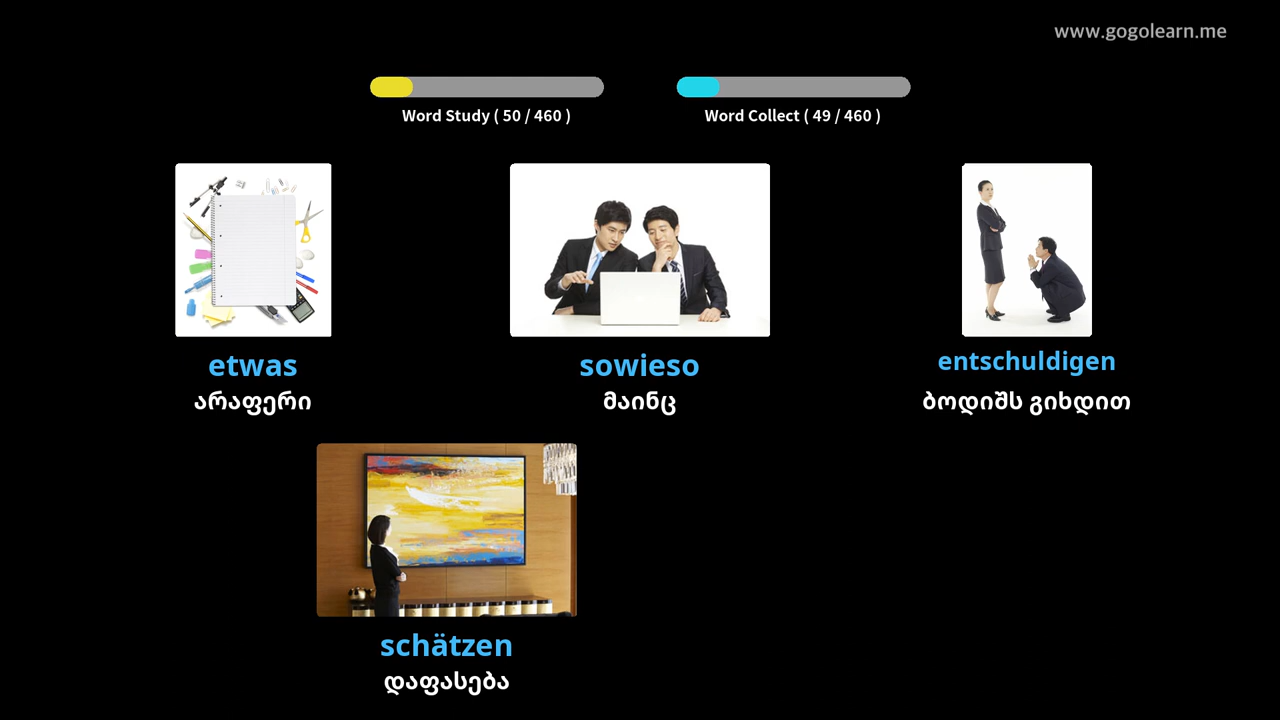 www.gogolearn.me
Word Study ( 50 / 460 )
Word Collect ( 49 / 460 )
etwas
არაფერი
sowieso
მაინც
entschuldigen
ბოდიშს გიხდით
schätzen
დაფასება